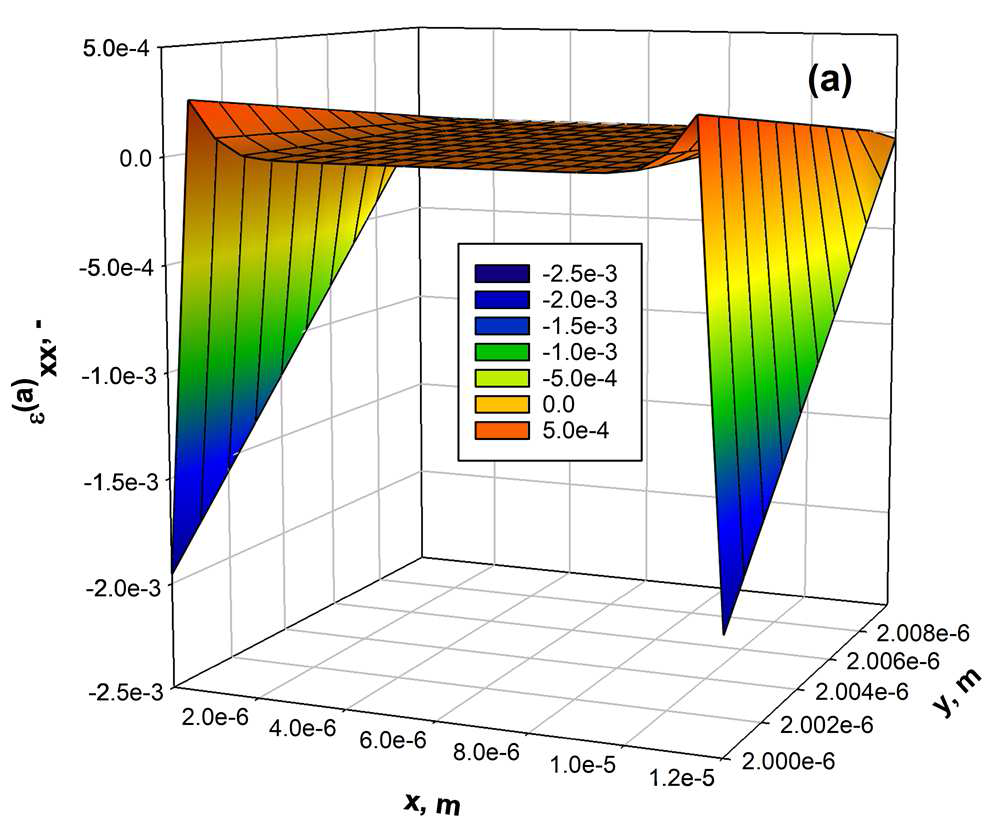 (a)
5.0e-4
0.0
-5.0e-4
-1.0e-3
-1.5e-3
-2.0e-3
-2.5e-3
ε(a)xx, -
-2.5e-3
-2.0e-3
-1.5e-3
-1.0e-3
-5.0e-4
0.0
5.0e-4
2.0e-6
4.0e-6
6.0e-6
8.0e-6
1.0e-5
1.2e-5
x, m
2.008e-6
2.006e-6
2.004e-6
2.002e-6
2.000e-6
y, m